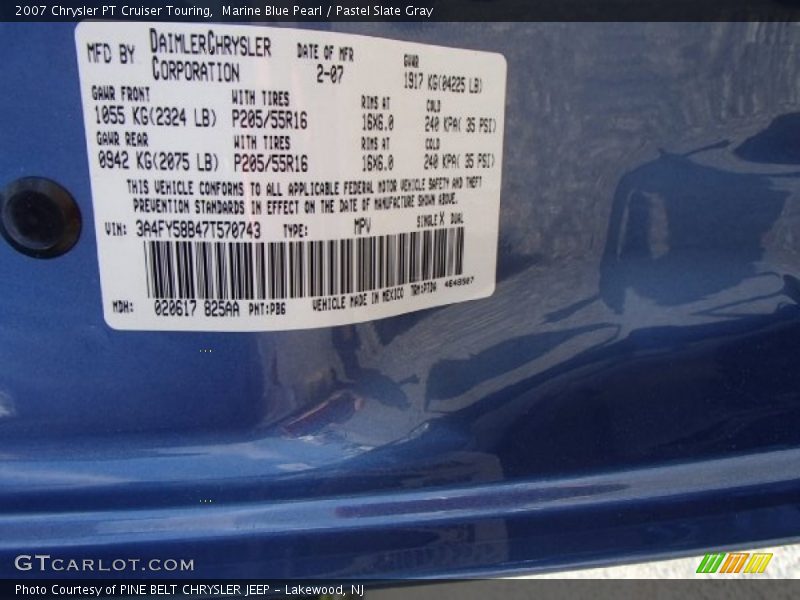 2007 Chrysler PT Cruiser Touring, Marine Blue Pearl / Pastel Slate Gray
MFD BY DAIMLERCHRYSLER CORPORATION
DATE OF MFR 2-07
GVWR 1917 KG(04225 LB)
GAWR FRONT WITH TIRES RIMS AT COLD
1055 KG(2324 LB) P205/55R16 16X6.0 240 KPA( 35 PSI)
GAWR REAR WITH TIRES RIMS AT COLD
0942 KG(2075 LB) P205/55R16 16X6.0 240 KPA( 35 PSI)
THIS VEHICLE CONFORMS TO ALL APPLICABLE FEDERAL MOTOR VEHICLE SAFETY AND THEFT
PREVENTION STANDARDS IN EFFECT ON THE DATE OF MANUFACTURE SHOWN ABOVE.
VIN: 3A4FY58B47T570743 TYPE: MPV SINGLE X DUAL
MDH: 020617 825AA PNT:PB6 VEHICLE MADE IN MEXICO TRM:PTDA 4648507
GTCARLOT.COM
Photo Courtesy of PINE BELT CHRYSLER JEEP - Lakewood, NJ